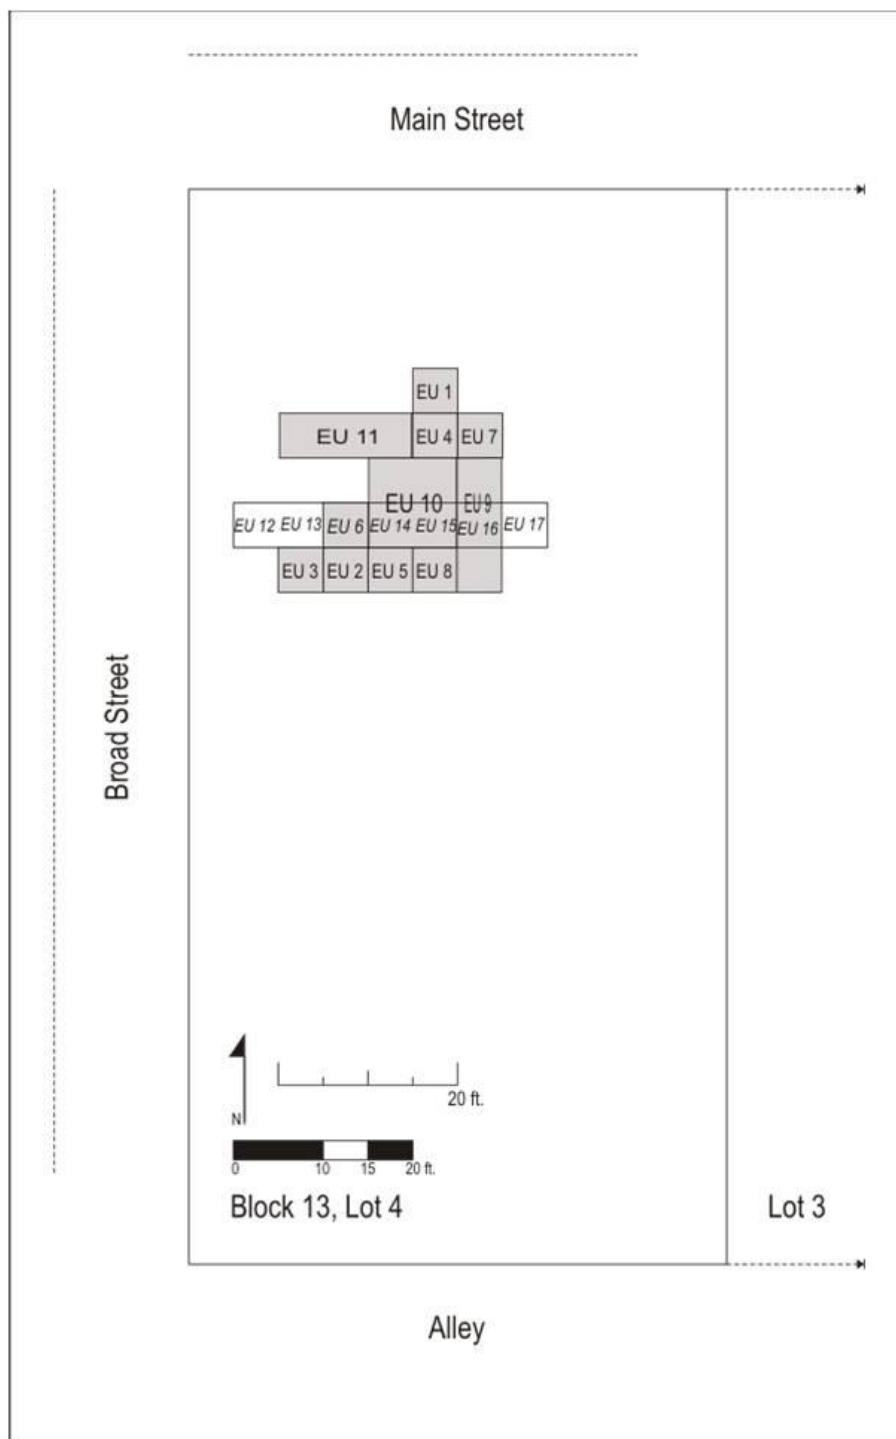 Main Street
EU 1
EU 11 EU 4 EU 7
EU 10 EU 9
EU 12 EU 13 EU 6 EU 14 EU 15 EU 16 EU 17
EU 3 EU 2 EU 5 EU 8
Broad Street
20 ft.
N
0 10 15 20 ft.
Block 13, Lot 4 Lot 3
Alley